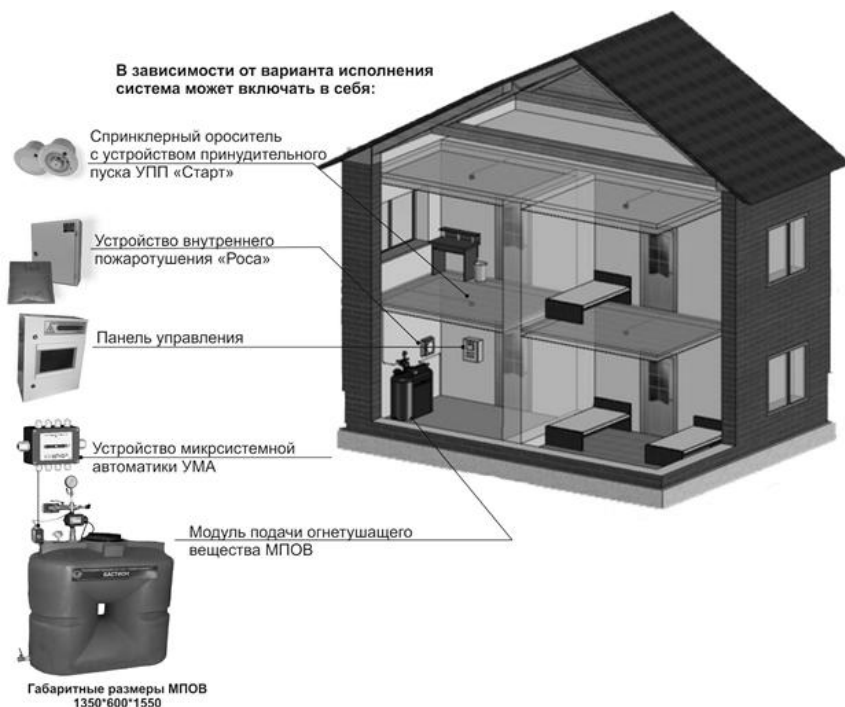 В зависимости от варианта исполнения
система может включать в себя:
Спринклерный ороситель
с устройством принудительного
пуска УПП «Старт»
Устройство внутреннего
пожаротушения «Роса»
Панель управления
Устройство микрсистемной
автоматики УМА
Модуль подачи огнетушащего
вещества МПОВ
БАСТИОН
Габаритные размеры МПОВ
1350*600*1550